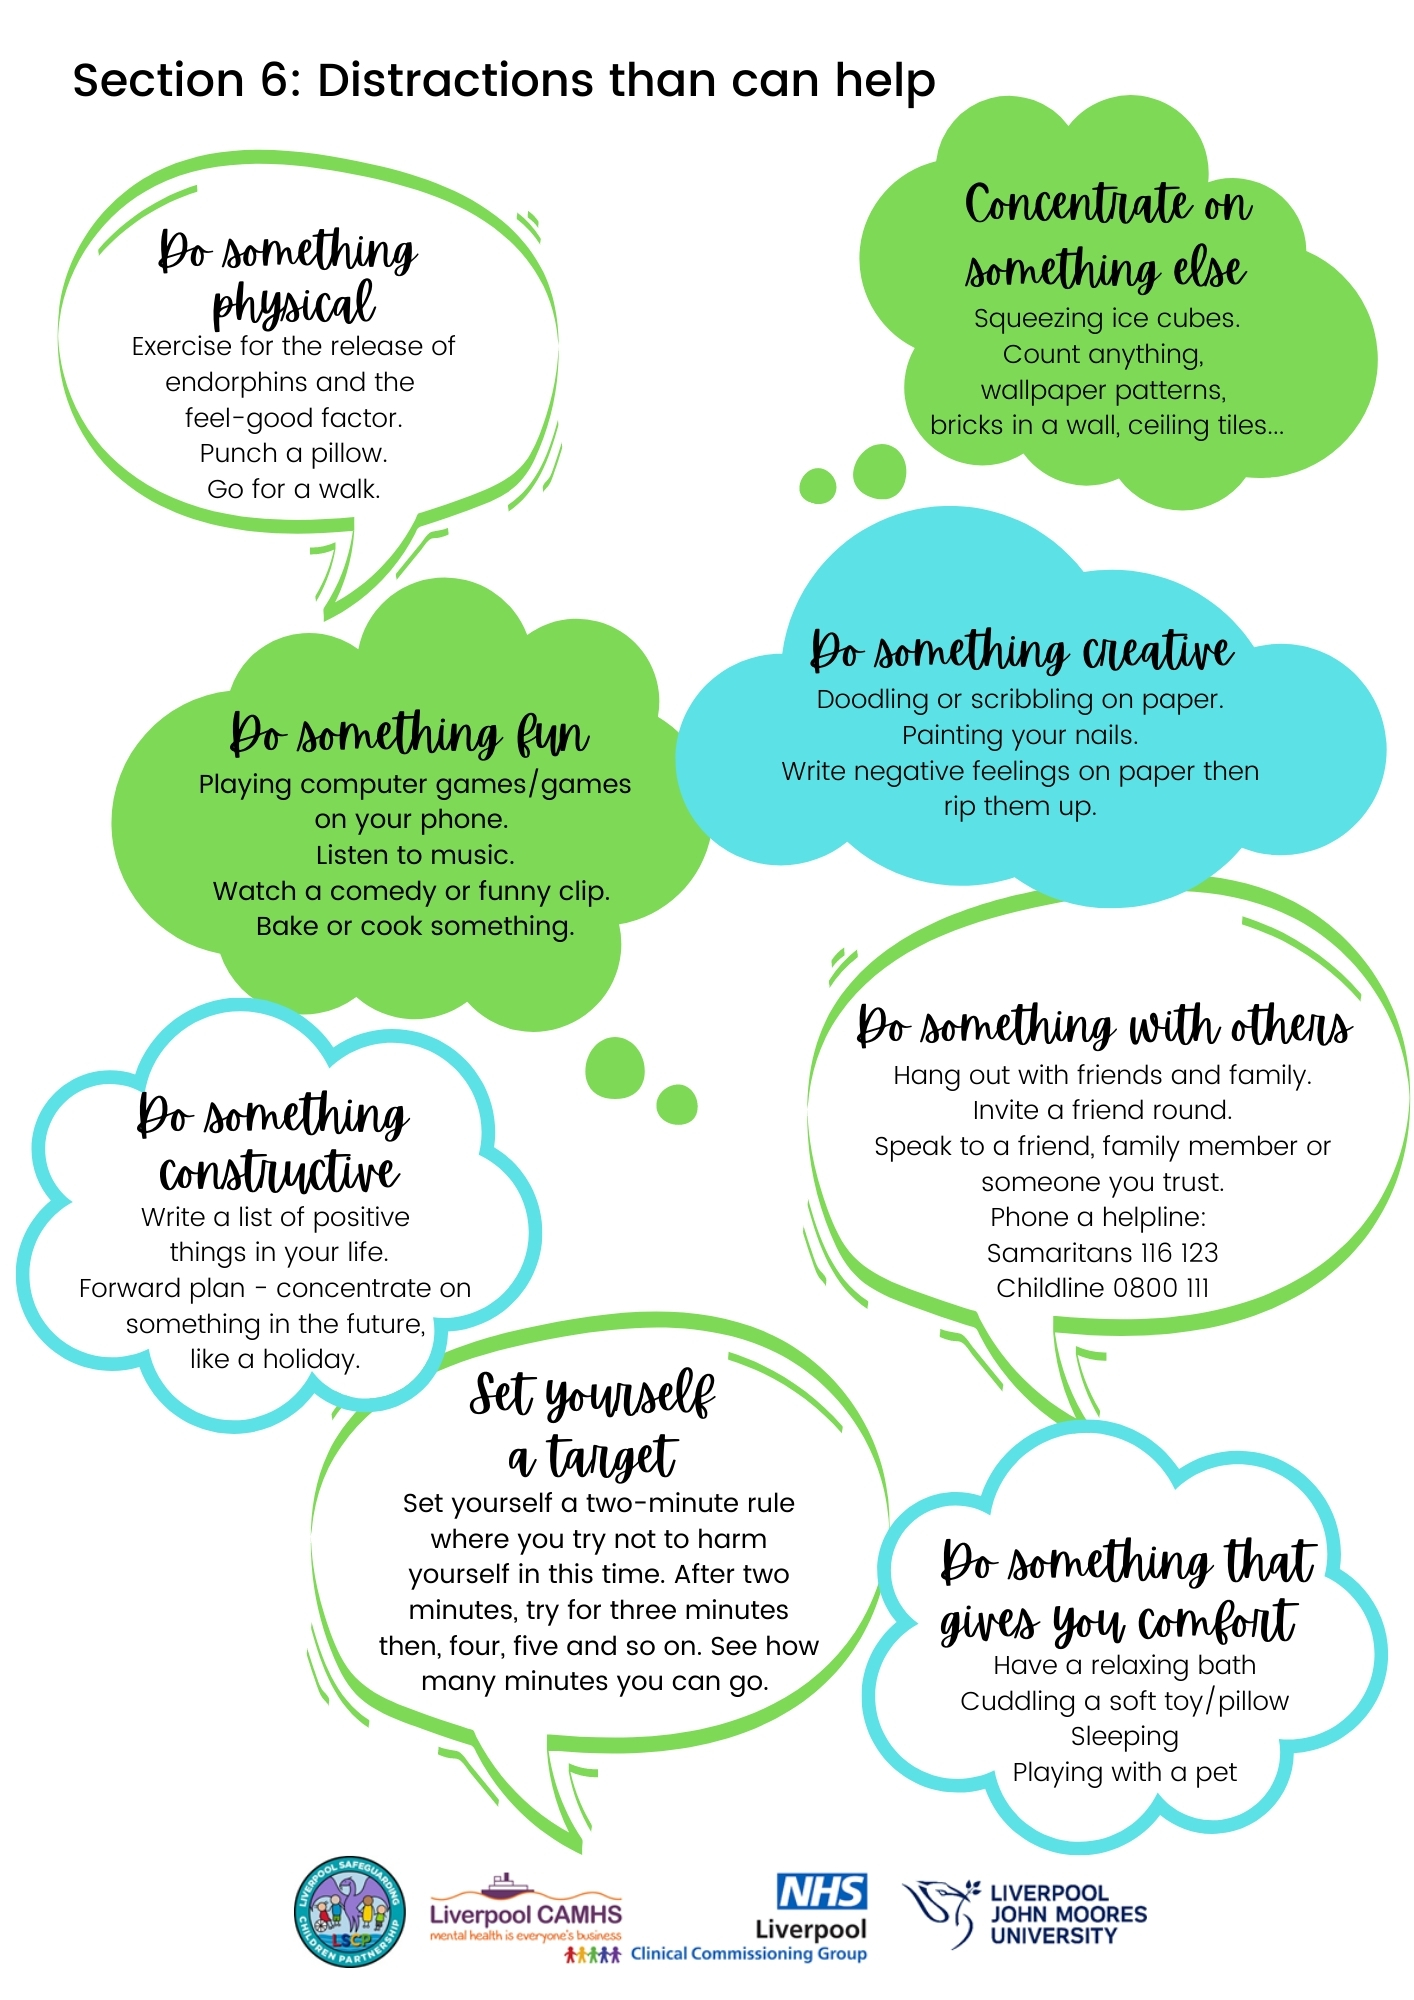 Section 6: Distractions than can help
Do something
physical
Exercise for the release of
endorphins and the
feel-good factor.
Punch a pillow.
Go for a walk.
Concentrate on
something else
Squeezing ice cubes.
Count anything,
wallpaper patterns,
bricks in a wall, ceiling tiles...
Do something fun
Playing computer games/games
on your phone.
Listen to music.
Watch a comedy or funny clip.
Bake or cook something.
Do something creative
Doodling or scribbling on paper.
Painting your nails.
Write negative feelings on paper then
rip them up.
Do something
constructive
Write a list of positive
things in your life.
Forward plan - concentrate on
something in the future,
like a holiday.
Do something with others
Hang out with friends and family.
Invite a friend round.
Speak to a friend, family member or
someone you trust.
Phone a helpline:
Samaritans 116 123
Childline 0800 111
Set yourself
a target
Set yourself a two-minute rule
where you try not to harm
yourself in this time. After two
minutes, try for three minutes
then, four, five and so on. See how
many minutes you can go.
Do something that
gives you comfort
Have a relaxing bath
Cuddling a soft toy/pillow
Sleeping
Playing with a pet
LIVERPOOL SAFEGUARDING
CHILDREN PARTNERSHIP
LSCP
Liverpool CAMHS
mental health is everyone's business
NHS
Liverpool
Clinical Commissioning Group
LIVERPOOL
JOHN MOORES
UNIVERSITY